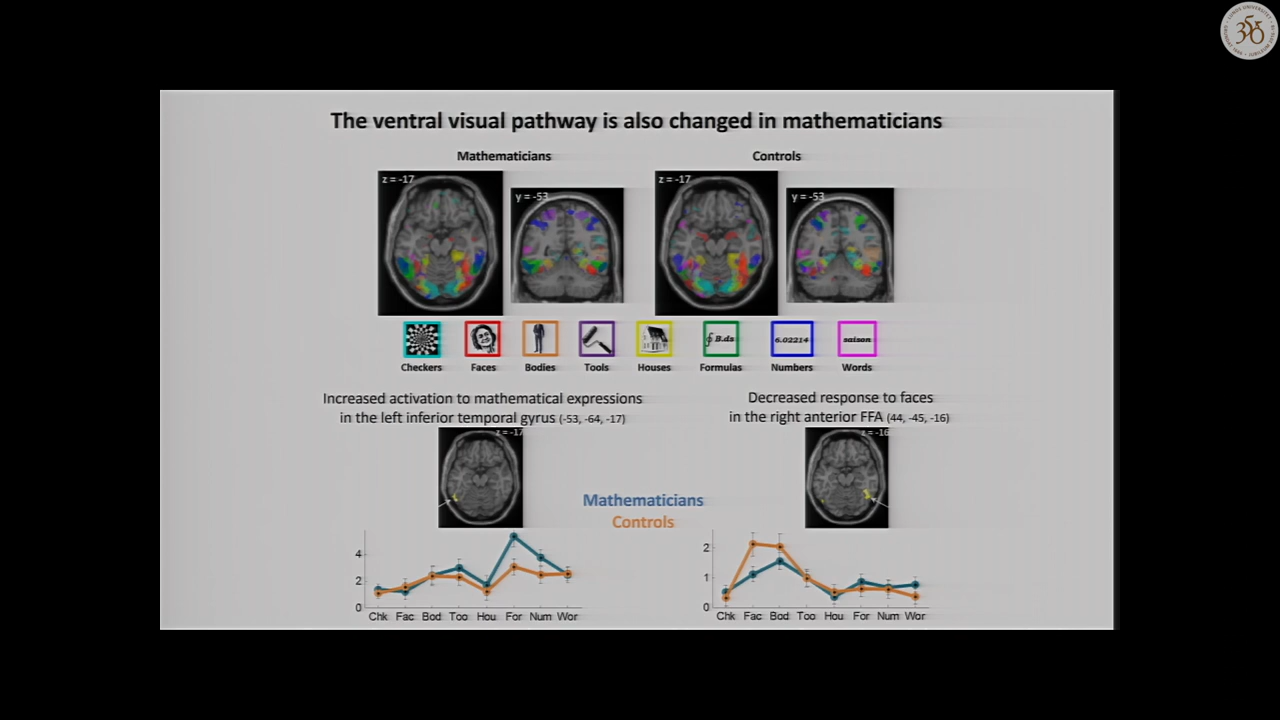 The ventral visual pathway is also changed in mathematicians
Mathematicians
Controls
z = -17
y = -53
z = -17
y = -53
∮ B.ds
6.02214
saison
Checkers
Faces
Bodies
Tools
Houses
Formulas
Numbers
Words
Increased activation to mathematical expressions
in the left inferior temporal gyrus (-53, -64, -17)
Decreased response to faces
in the right anterior FFA (44, -45, -16)
z = -17
z = -16
Mathematicians
Controls
4
2
0
Chk Fac Bod Too Hou For Num Wor
2
1
0
Chk Fac Bod Too Hou For Num Wor